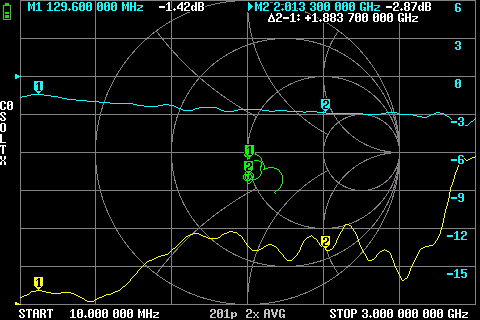 M1 129.600 000 MHz -1.42dB ▶M2 2.013 300 000 GHz -2.87dB
Δ2-1: +1.883 700 000 GHz
6
3
0
-3
-6
-9
-12
-15
C0
S
O
L
T
X
1
2
1
2
1
2
START 10.000 000 MHz 201p 2x AVG STOP 3.000 000 000 GHz